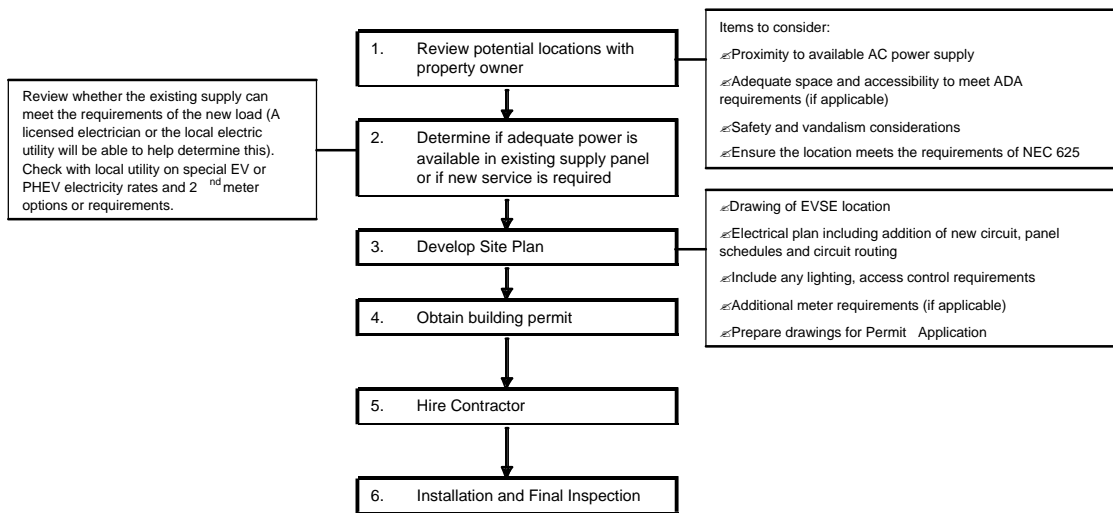 1. Review potential locations with
property owner
Items to consider:
Proximity to available AC power supply
Adequate space and accessibility to meet ADA
requirements (if applicable)
Safety and vandalism considerations
Ensure the location meets the requirements of NEC 625
Review whether the existing supply can
meet the requirements of the new load (A
licensed electrician or the local electric
utility will be able to help determine this).
Check with local utility on special EV or
PHEV electricity rates and 2 nd meter
options or requirements.
2. Determine if adequate power is
available in existing supply panel
or if new service is required
3. Develop Site Plan
Drawing of EVSE location
Electrical plan including addition of new circuit, panel
schedules and circuit routing
Include any lighting, access control requirements
Additional meter requirements (if applicable)
Prepare drawings for Permit Application
4. Obtain building permit
5. Hire Contractor
6. Installation and Final Inspection